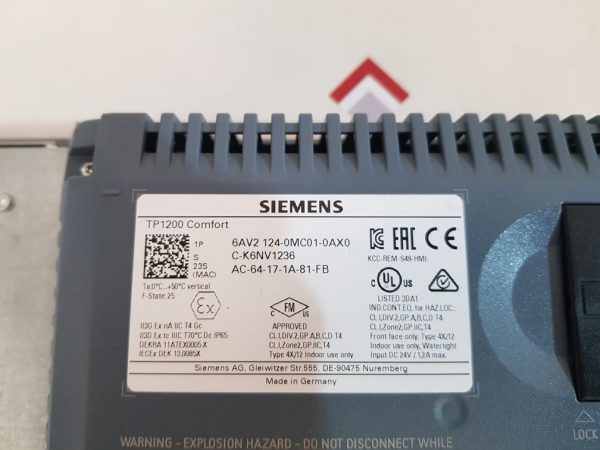 SIEMENS
TP1200 Comfort
1P 6AV2 124-0MC01-0AX0
S C-K6NV1236
23S AC-64-17-1A-81-FB
(MAC)
KCC-REM-S49-HMI
Ta:0°C..+50°C vertical
F-State: 25
Ex
C FM US
C UL US
LISTED 3DA1
IND.CONT.EQ. for HAZ.LOC.:
II3G Ex nA IIC T4 Gc
II3D Ex tc IIIC T70°C Dc IP65
DEKRA 11ATEX0005 X
IECEx DEK 13.0085X
APPROVED
CL.I,DIV.2,GP.A,B,C,D T4
CL.I,Zone2,GP.IIC,T4
Type 4X/12 Indoor use only
CL.I,DIV.2,GP.A,B,C,D T4
CL.I,Zone2,GP.IIC,T4
Front face only: Type 4X/12
Indoor use only, Watertight
Input DC 24V / 1,2A max.
Siemens AG, Gleiwitzer Str.555, DE-90475 Nuremberg
Made in Germany
LOCK
WARNING - EXPLOSION HAZARD - DO NOT DISCONNECT WHILE